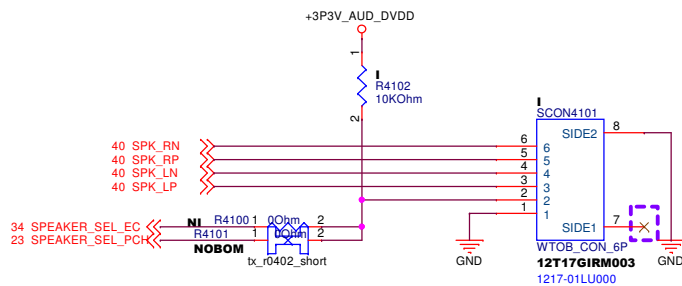 +3P3V_AUD_DVDD
1
I
R4102
10KOhm
2
I
SCON4101
40 SPK_RN 6 6 SIDE2 8
40 SPK_RP 5 5
40 SPK_LN 4 4
40 SPK_LP 3 3
2 2
1 1
34 SPEAKER_SEL_EC NI R4100 1 0Ohm 2 SIDE1 7
23 SPEAKER_SEL_PCH R4101 1 0Ohm 2
NOBOM
tx_r0402_short
WTOB_CON_6P
GND
12T17GIRM003
GND
1217-01LU000